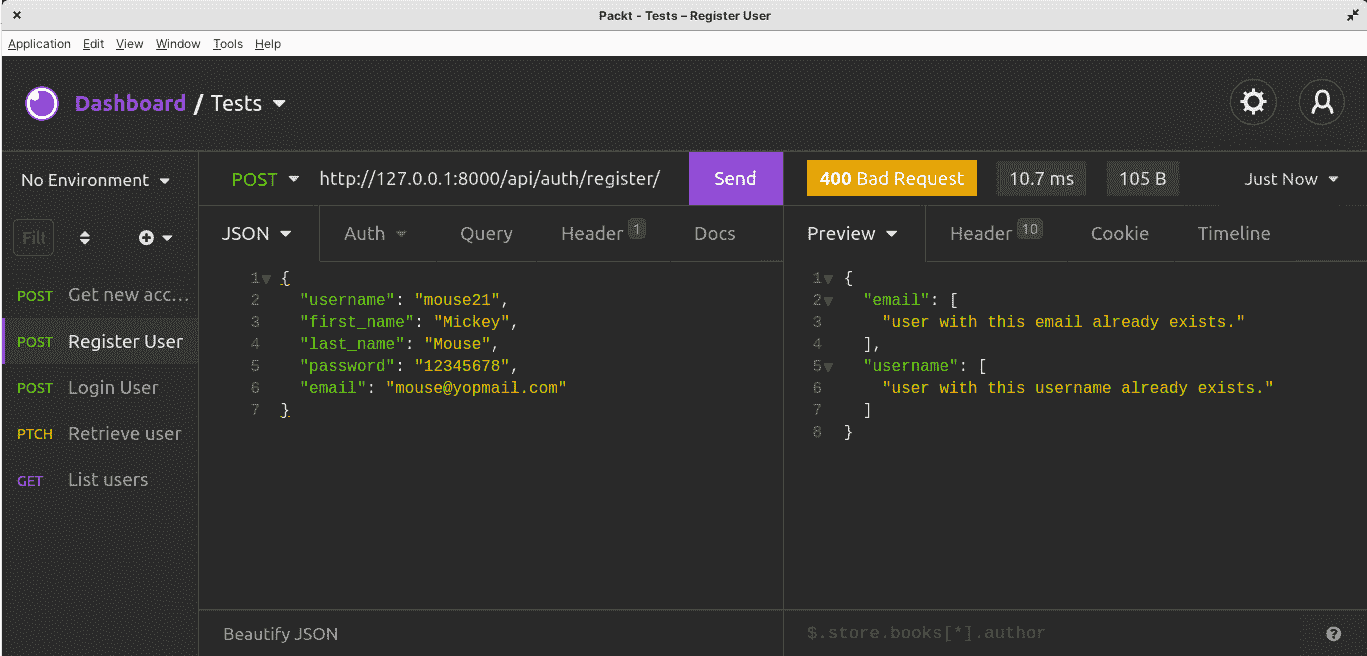 Packt - Tests – Register User
Application Edit View Window Tools Help
Dashboard / Tests
No Environment
POST http://127.0.0.1:8000/api/auth/register/ Send
400 Bad Request 10.7 ms 105 B Just Now
Filt
JSON Auth Query Header 1 Docs
Preview Header 10 Cookie Timeline
POST Get new acc...
POST Register User
POST Login User
PTCH Retrieve user
GET List users
1 {
2 "username": "mouse21",
3 "first_name": "Mickey",
4 "last_name": "Mouse",
5 "password": "12345678",
6 "email": "mouse@yopmail.com"
7 }
1 {
2 "email": [
3 "user with this email already exists."
4 ],
5 "username": [
6 "user with this username already exists."
7 ]
8 }
Beautify JSON
$.store.books[*].author
?